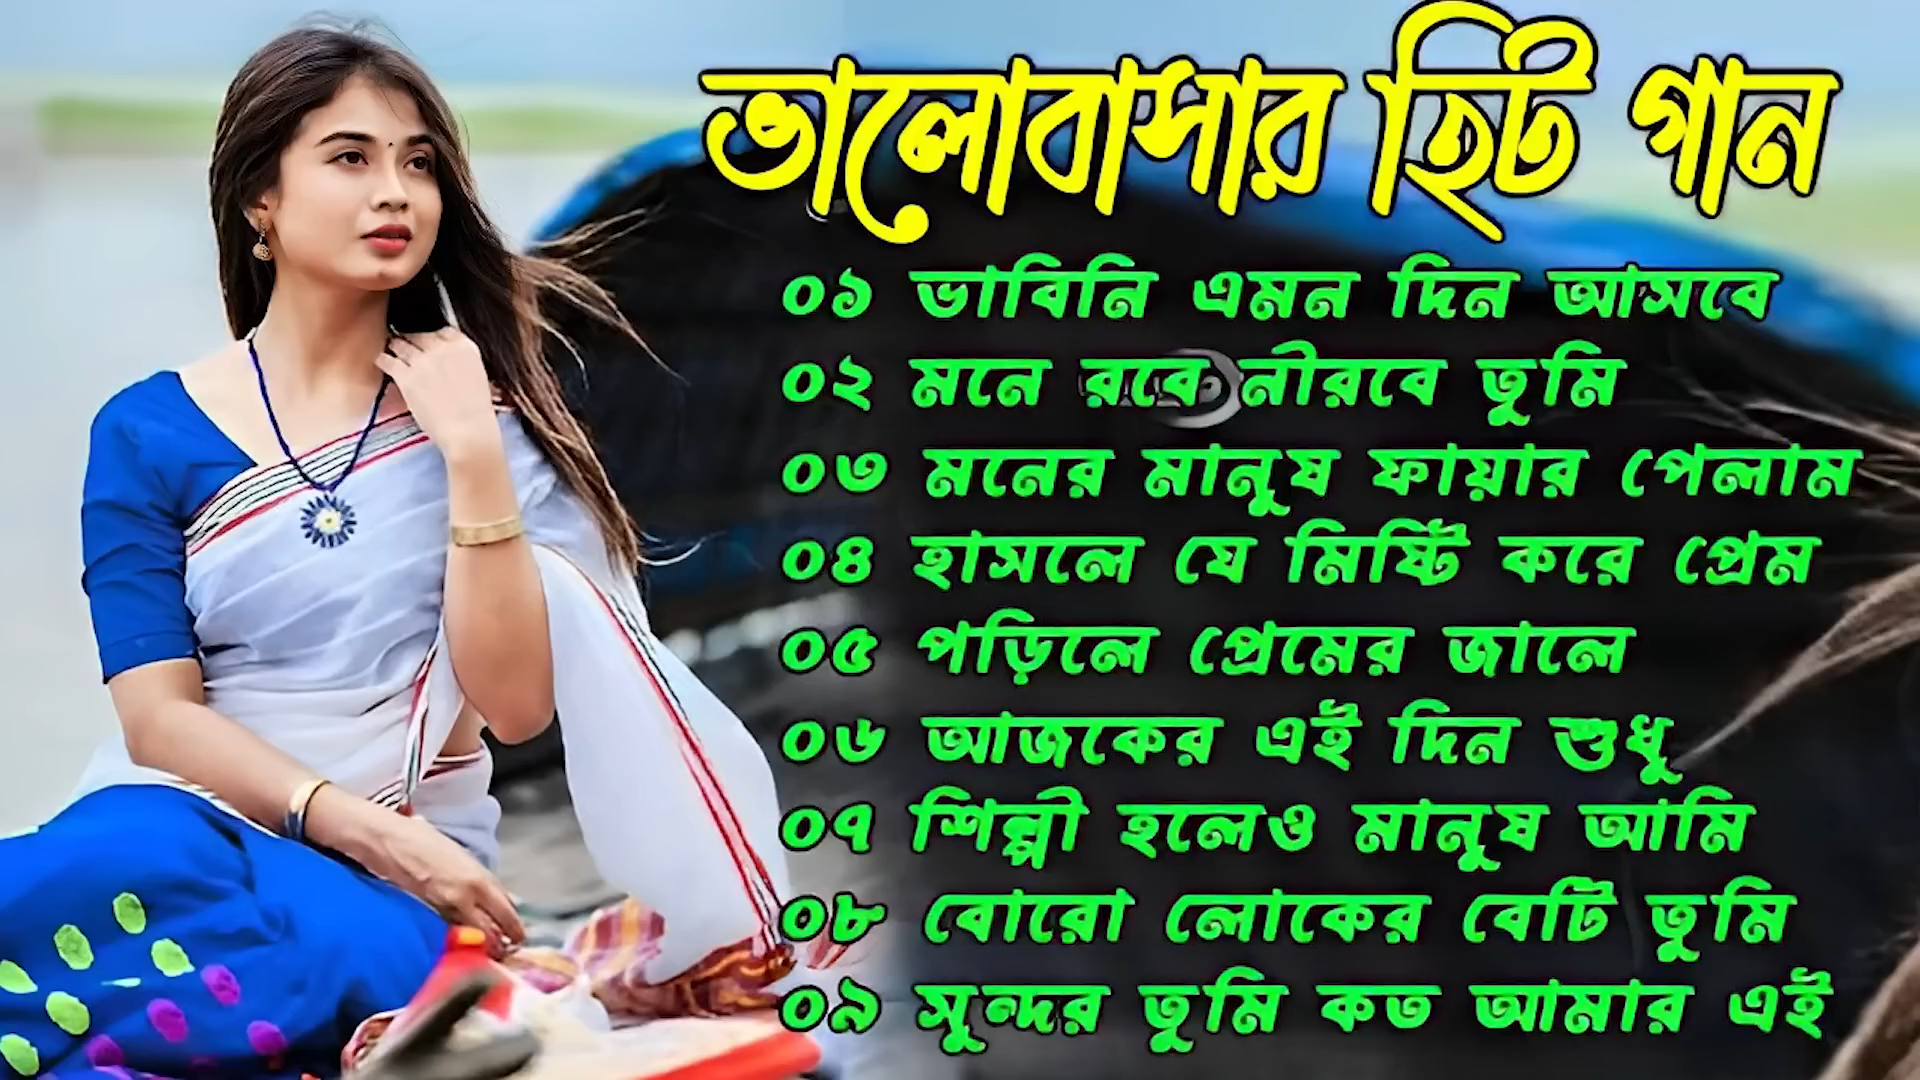 ভালোবাসার হিট গান
০১ ভাবিনি এমন দিন আসবে
০২ মনে রবে নীরবে তুমি
০৩ মনের মানুষ ফায়ার পেলাম
০৪ হাসলে যে মিষ্টি করে প্রেম
০৫ পড়িলে প্রেমের জালে
০৬ আজকের এই দিন শুধু
০৭ শিল্পী হলেও মানুষ আমি
০৮ বোরো লোকের বেটি তুমি
০৯ সুন্দর তুমি কত আমার এই